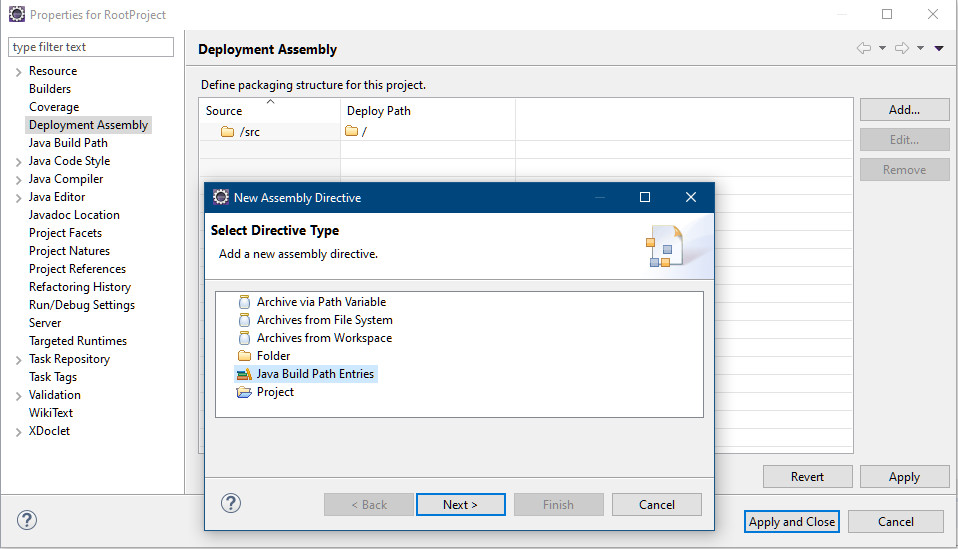 Properties for RootProject
type filter text
Resource
Builders
Coverage
Deployment Assembly
Java Build Path
Java Code Style
Java Compiler
Java Editor
Javadoc Location
Project Facets
Project Natures
Project References
Refactoring History
Run/Debug Settings
Server
Targeted Runtimes
Task Repository
Task Tags
Validation
WikiText
XDoclet
Deployment Assembly
Define packaging structure for this project.
Source Deploy Path
/src /
Add...
Edit...
Remove
New Assembly Directive
Select Directive Type
Add a new assembly directive.
Archive via Path Variable
Archives from File System
Archives from Workspace
Folder
Java Build Path Entries
Project
? < Back Next > Finish Cancel
Revert Apply
? Apply and Close Cancel